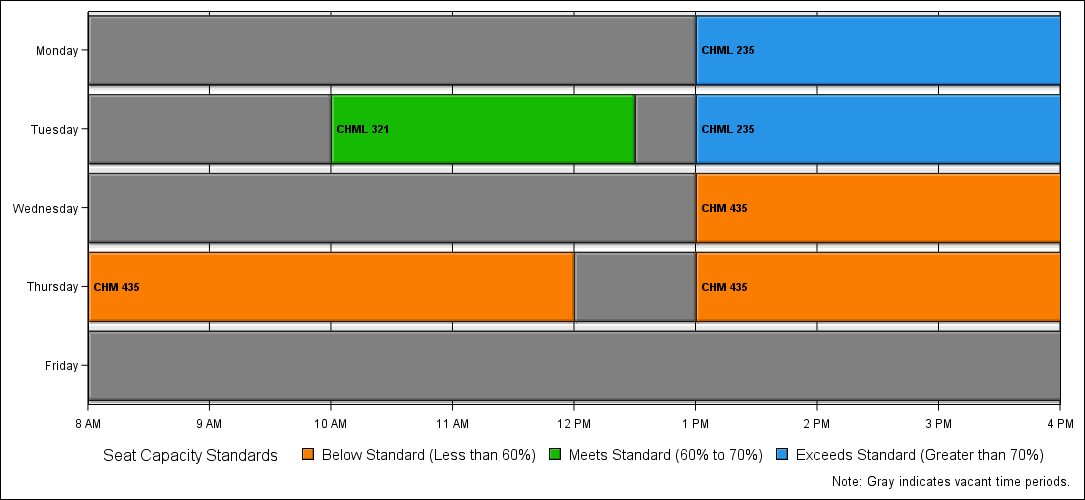 Monday
CHML 235
Tuesday
CHML 321
CHML 235
Wednesday
CHM 435
Thursday
CHM 435
CHM 435
Friday
8 AM 9 AM 10 AM 11 AM 12 PM 1 PM 2 PM 3 PM 4 PM
Seat Capacity Standards Below Standard (Less than 60%) Meets Standard (60% to 70%) Exceeds Standard (Greater than 70%)
Note: Gray indicates vacant time periods.